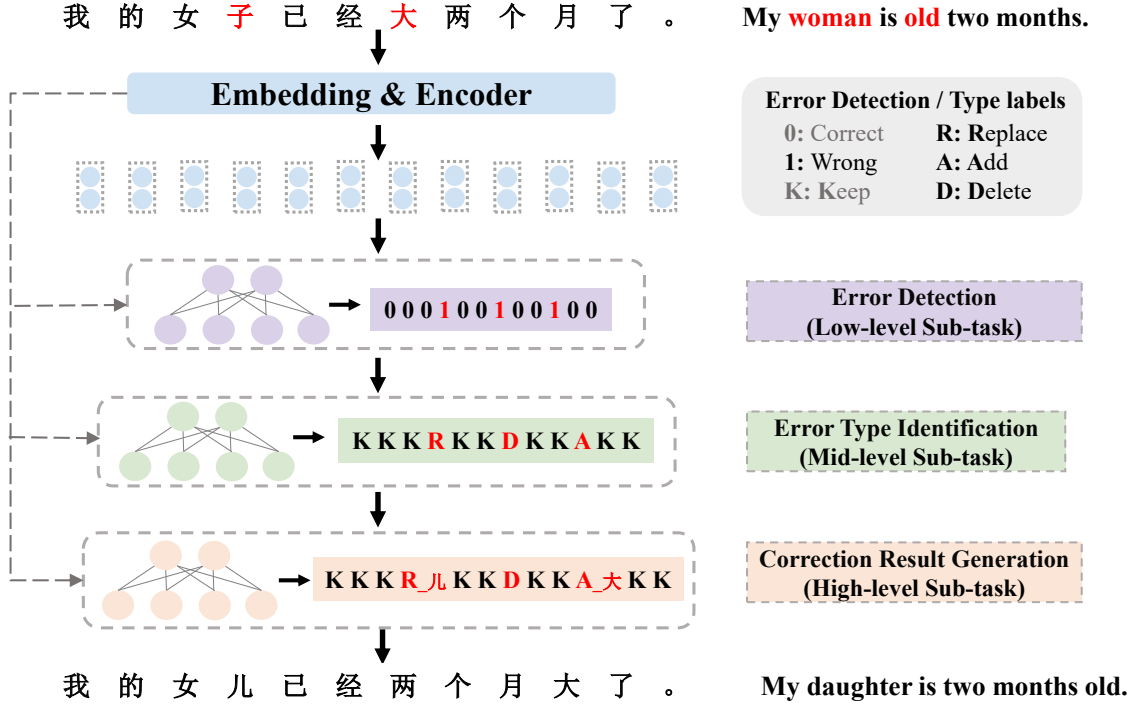 我的女子已经大两个月了。
My woman is old two months.
Embedding & Encoder
Error Detection / Type labels
0: Correct R: Replace
1: Wrong A: Add
K: Keep D: Delete
0 0 0 1 0 0 1 0 0 1 0 0
Error Detection
(Low-level Sub-task)
K K K R K K D K K A K K
Error Type Identification
(Mid-level Sub-task)
K K K R_儿 K K D K K A_大 K K
Correction Result Generation
(High-level Sub-task)
我的女儿已经两个月大了。
My daughter is two months old.